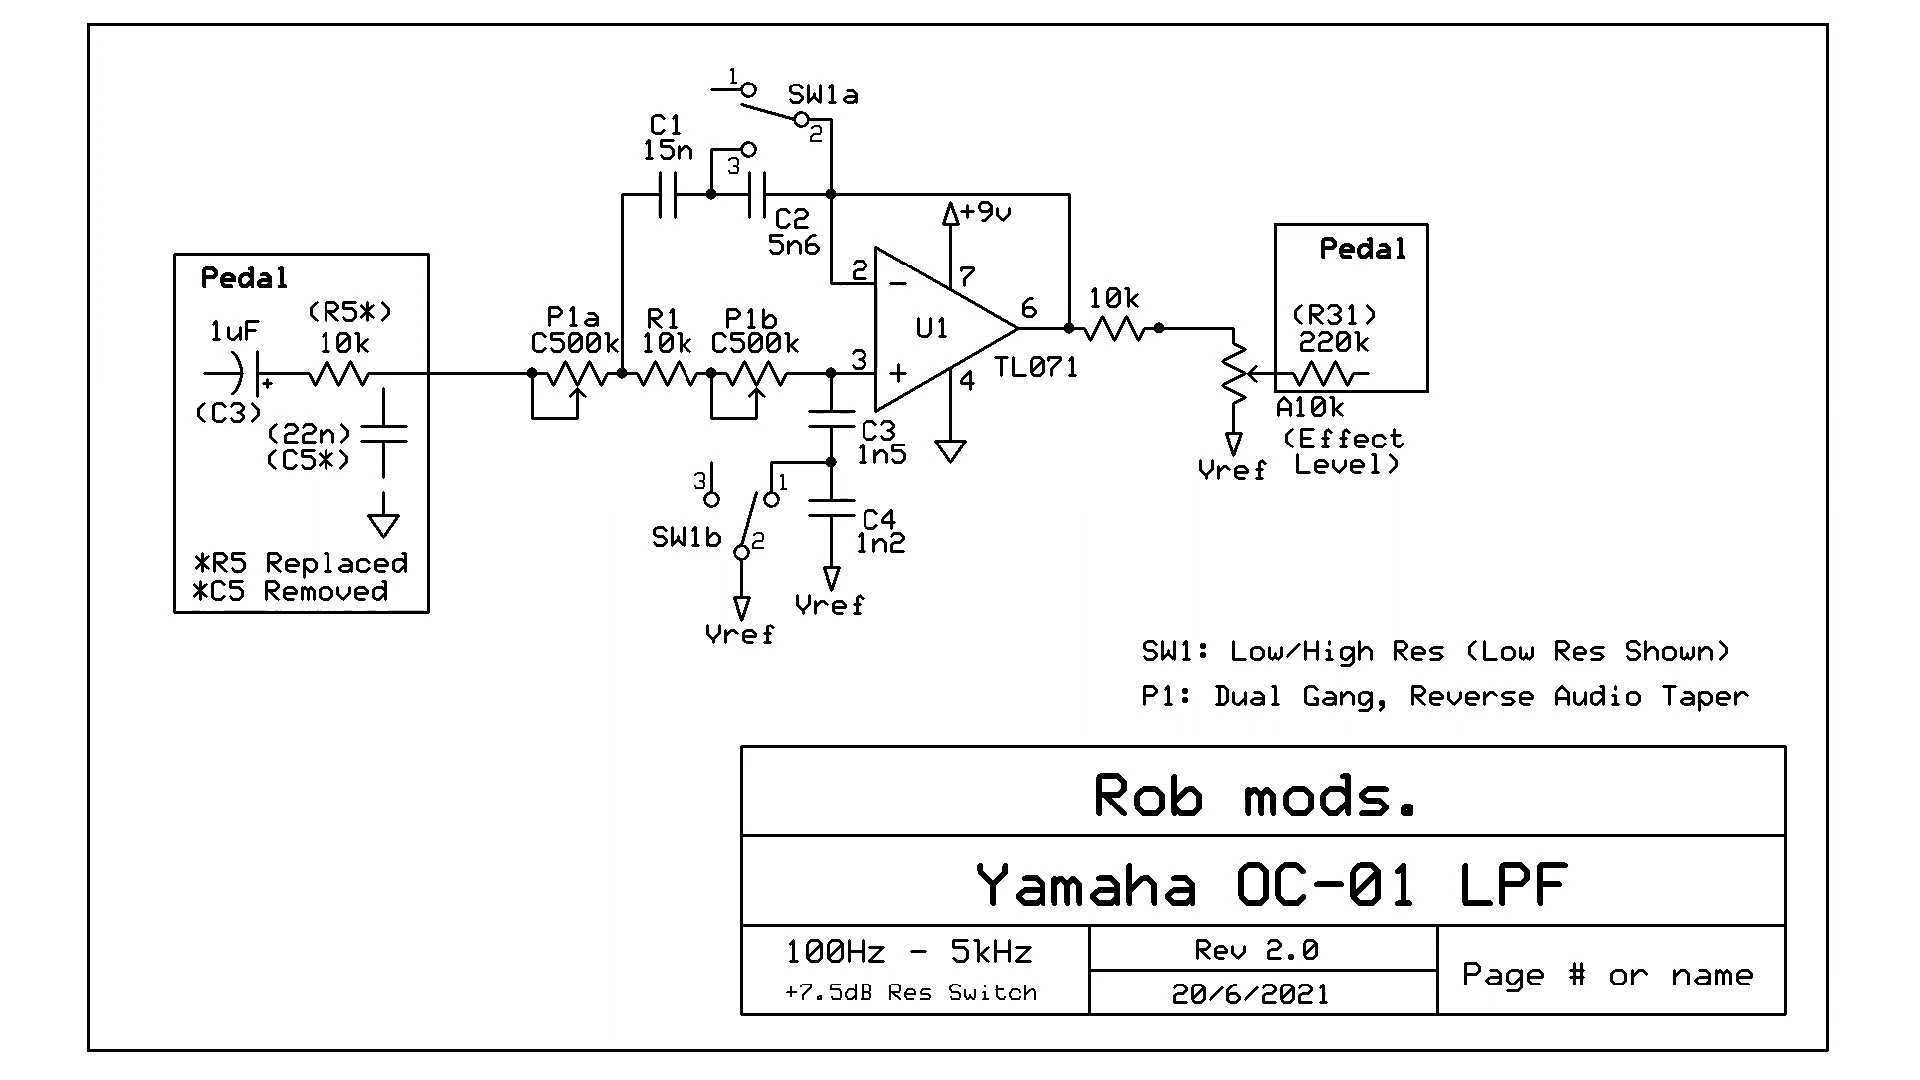 1
SW1a
2
C1
15n
3
C2
5n6
+9v
Pedal
Pedal
2
7
(R5*)
1uF
10k
P1a
C500k
R1
10k
P1b
C500k
−
U1
6
10k
(R31)
220k
3
+
TL071
4
+
(C3)
(22n)
(C5*)
C3
1n5
A10k
(Effect
Level)
Vref
3
1
SW1b
2
C4
1n2
*R5 Replaced
*C5 Removed
Vref
Vref
SW1: Low/High Res (Low Res Shown)
P1: Dual Gang, Reverse Audio Taper
Rob mods.
Yamaha OC-01 LPF
100Hz - 5kHz
+7.5dB Res Switch
Rev 2.0
20/6/2021
Page # or name